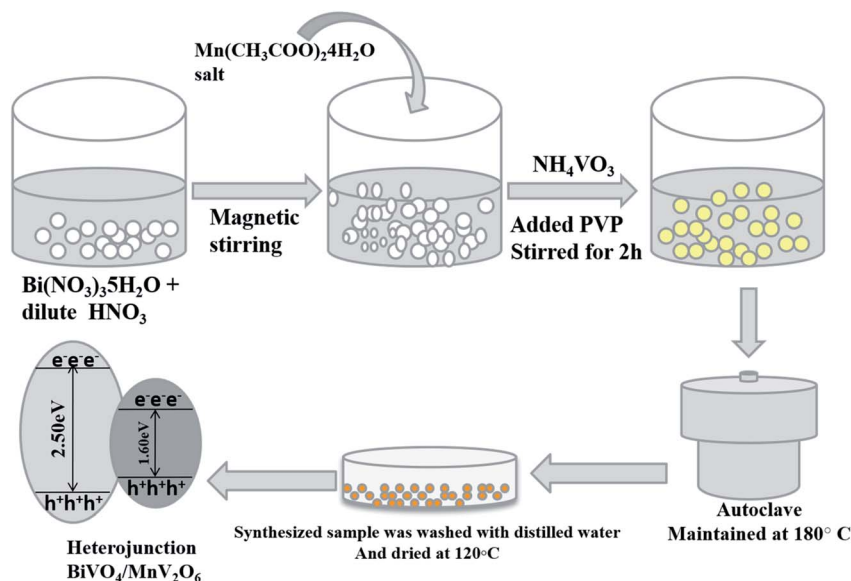 Mn(CH₃COO)₂4H₂O
salt
Magnetic
stirring
NH₄VO₃
Added PVP
Stirred for 2h
Bi(NO₃)₃5H₂O +
dilute HNO₃
e⁻e⁻e⁻
2.50eV
h⁺h⁺h⁺
e⁻e⁻e⁻
1.60eV
h⁺h⁺h⁺
Heterojunction
BiVO₄/MnV₂O₆
Synthesized sample was washed with distilled water
And dried at 120◦C
Autoclave
Maintained at 180° C